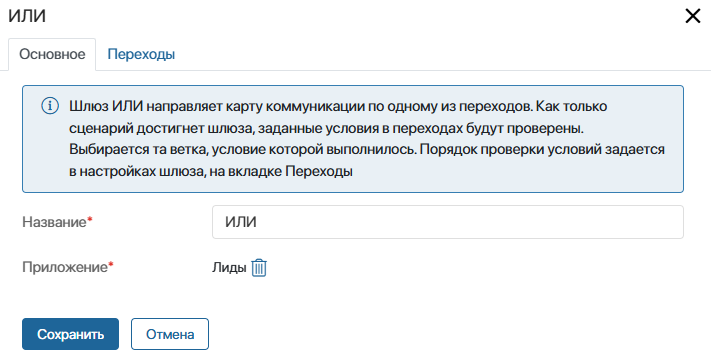 ИЛИ
Основное Переходы
Шлюз ИЛИ направляет карту коммуникации по одному из переходов. Как только
сценарий достигнет шлюза, заданные условия в переходах будут проверены.
Выбирается та ветка, условие которой выполнилось. Порядок проверки условий задается
в настройках шлюза, на вкладке Переходы
Название* ИЛИ
Приложение* Лиды
Сохранить Отмена